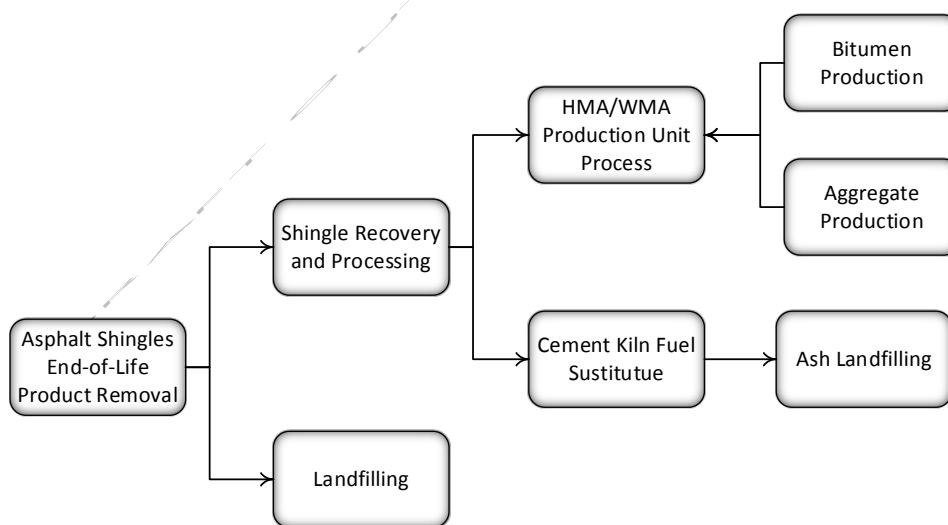 Bitumen
Production
HMA/WMA
Production Unit
Process
Aggregate
Production
Shingle Recovery
and Processing
Asphalt Shingles
End-of-Life
Product Removal
Cement Kiln Fuel
Sustitutue
Ash Landfilling
Landfilling